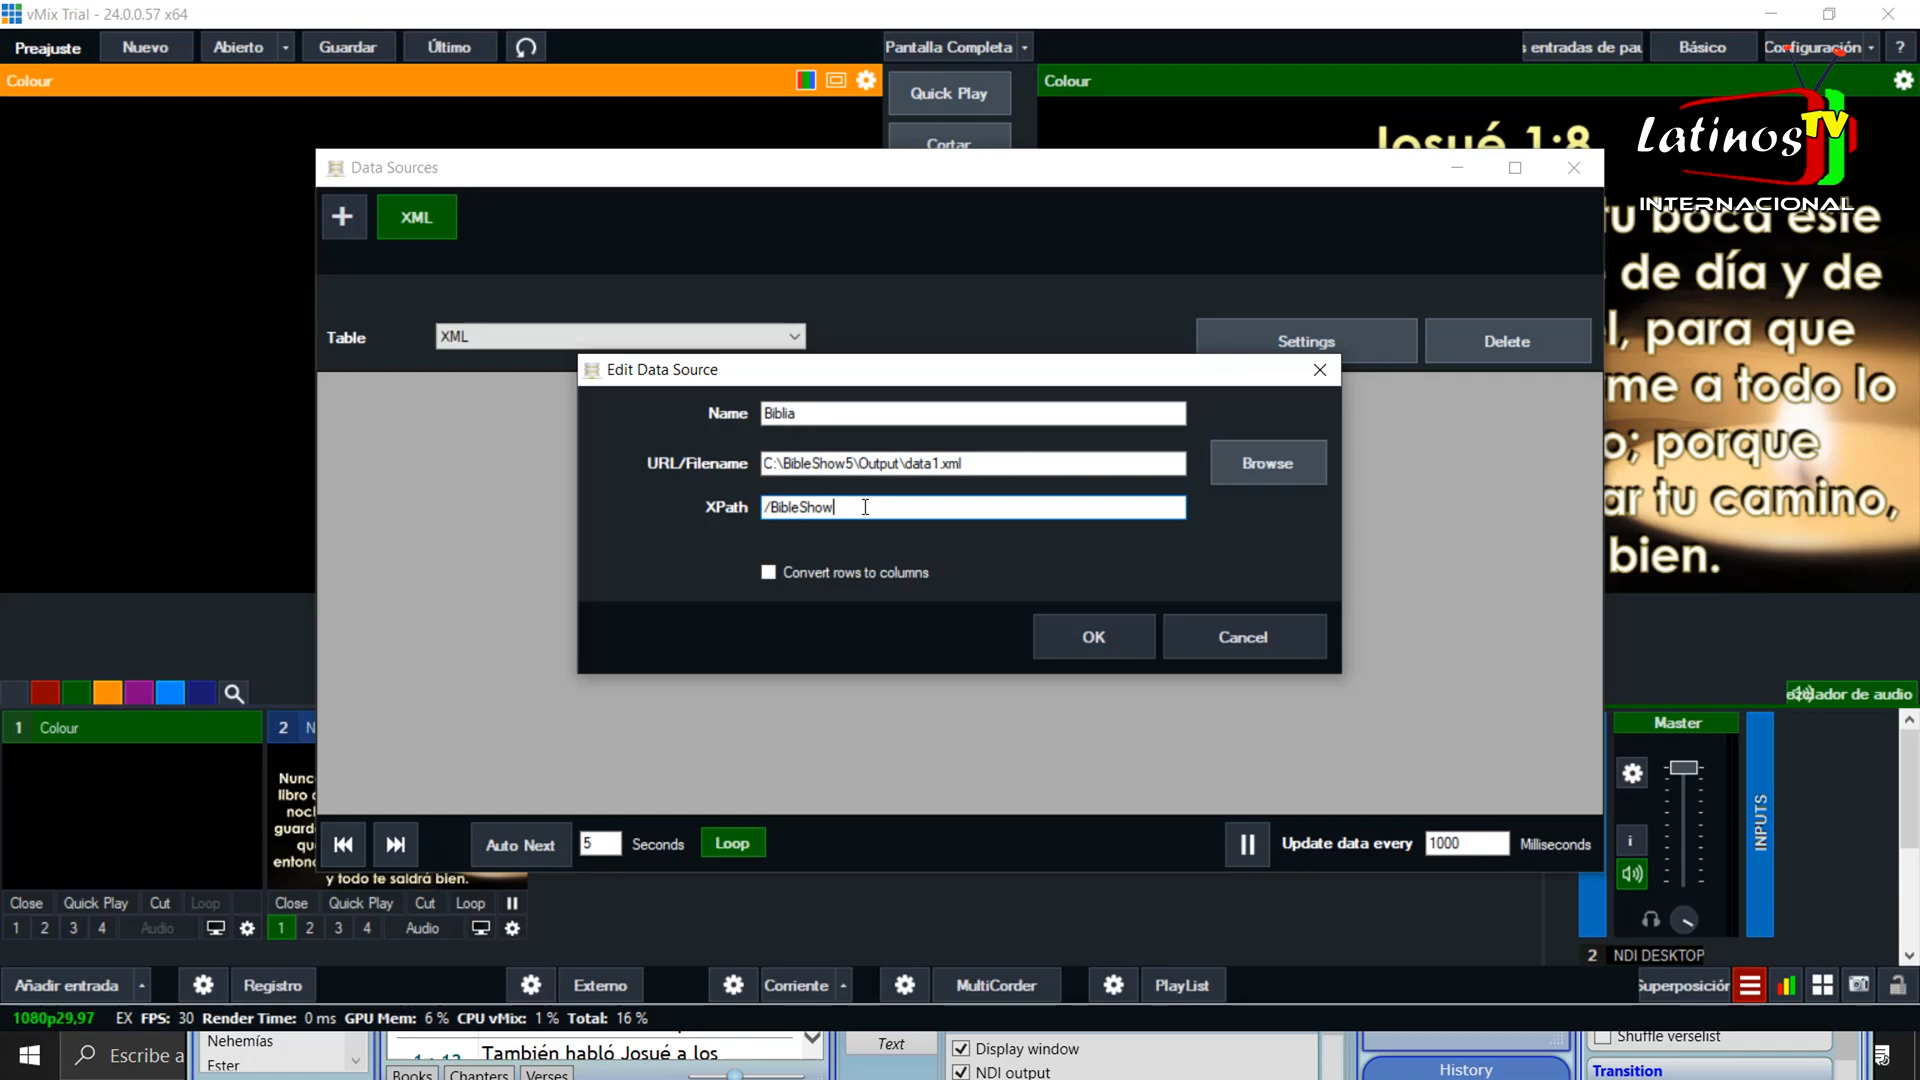 vMix Trial - 24.0.0.57 x64
Preajuste
Nuevo
Abierto
Guardar
Último
Pantalla Completa
entradas de pau
Básico
Configuración
?
Colour
Quick Play
Cortar
Colour
Josué 1:8
Latinos TV
INTERNACIONAL
tu boca este
de día y de
, para que
me a todo lo
o; porque
ar tu camino,
bien.
Data Sources
+
XML
Table
XML
Settings
Delete
Edit Data Source
Name
Biblia
URL/Filename
C:\BibleShow5\Output\data1.xml
Browse
XPath
/BibleShow
Convert rows to columns
OK
Cancel
Auto Next
5
Seconds
Loop
Update data every
1000
Milliseconds
dor de audio
1 Colour
2 N
Nunc
libro
noc
guard
qu
enton
y todo te saldrá bien.
Close
Quick Play
Cut
Loop
1 2 3 4
Audio
Close
Quick Play
Cut
Loop
1 2 3 4
Audio
Master
INPUTS
2 NDI DESKTOP
Añadir entrada
Registro
Externo
Corriente
MultiCorder
PlayList
Superposición
1080p29,97 EX FPS: 30 Render Time: 0 ms GPU Mem: 6 % CPU vMix: 1 % Total: 16 %
Escribe a
Nehemías
Ester
1 : 12
También habló Josué a los
Books
Chapters
Verses
Text
Display window
NDI output
History
Shuffle verselist
Transition